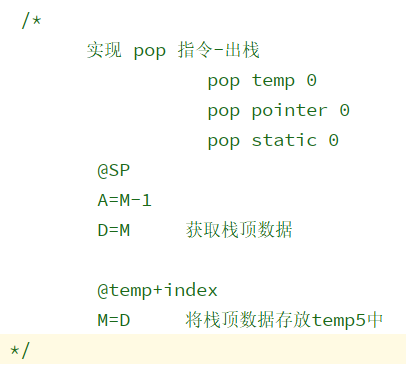 /*
实现 pop 指令-出栈
pop temp 0
pop pointer 0
pop static 0
@SP
A=M-1
D=M 获取栈顶数据
@temp+index
M=D 将栈顶数据存放temp5中
*/